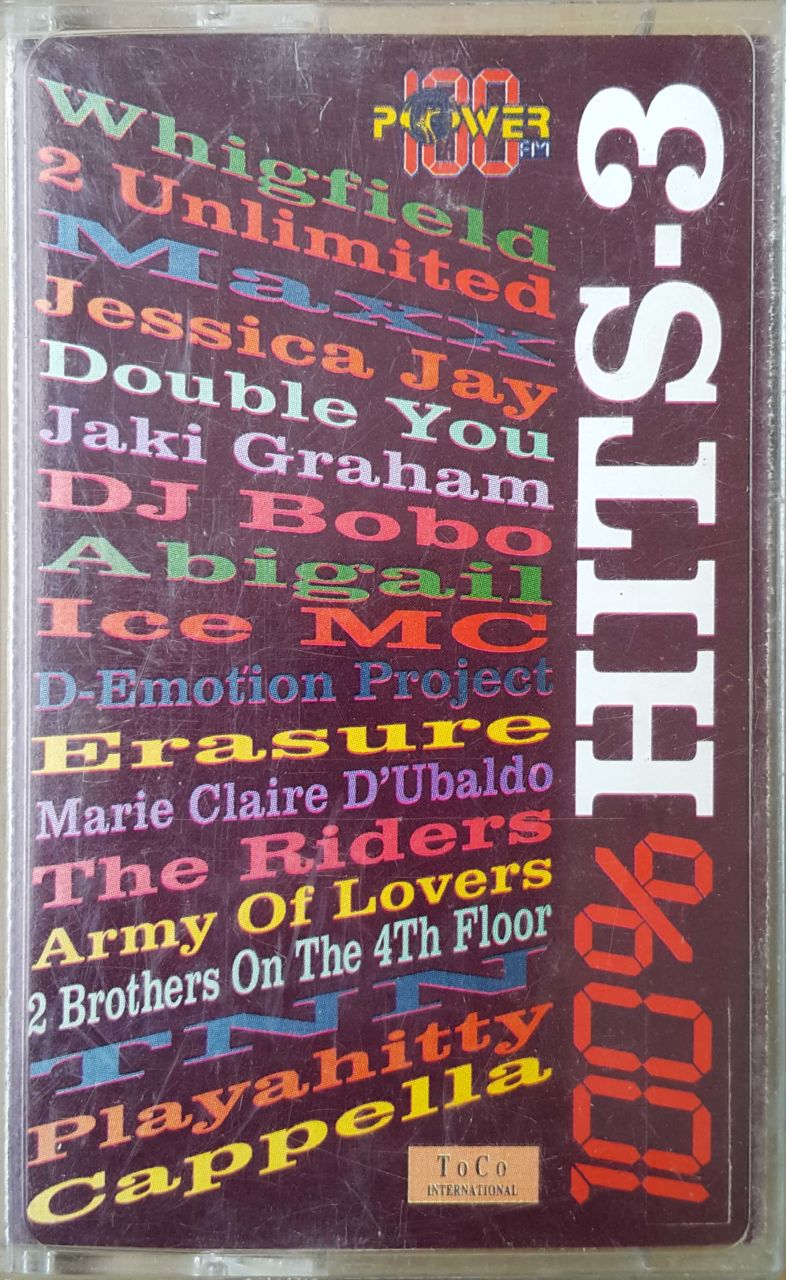 100
POWER
FM
Whigfield
2 Unlimited
Maxx
Jessica Jay
Double You
Jaki Graham
DJ Bobo
Abigail
Ice MC
D-Emotion Project
Erasure
Marie Claire D'Ubaldo
The Riders
Army Of Lovers
2 Brothers On The 4Th Floor
TNN
Playahitty
Cappella
ToCo
INTERNATIONAL
100% HITS-3